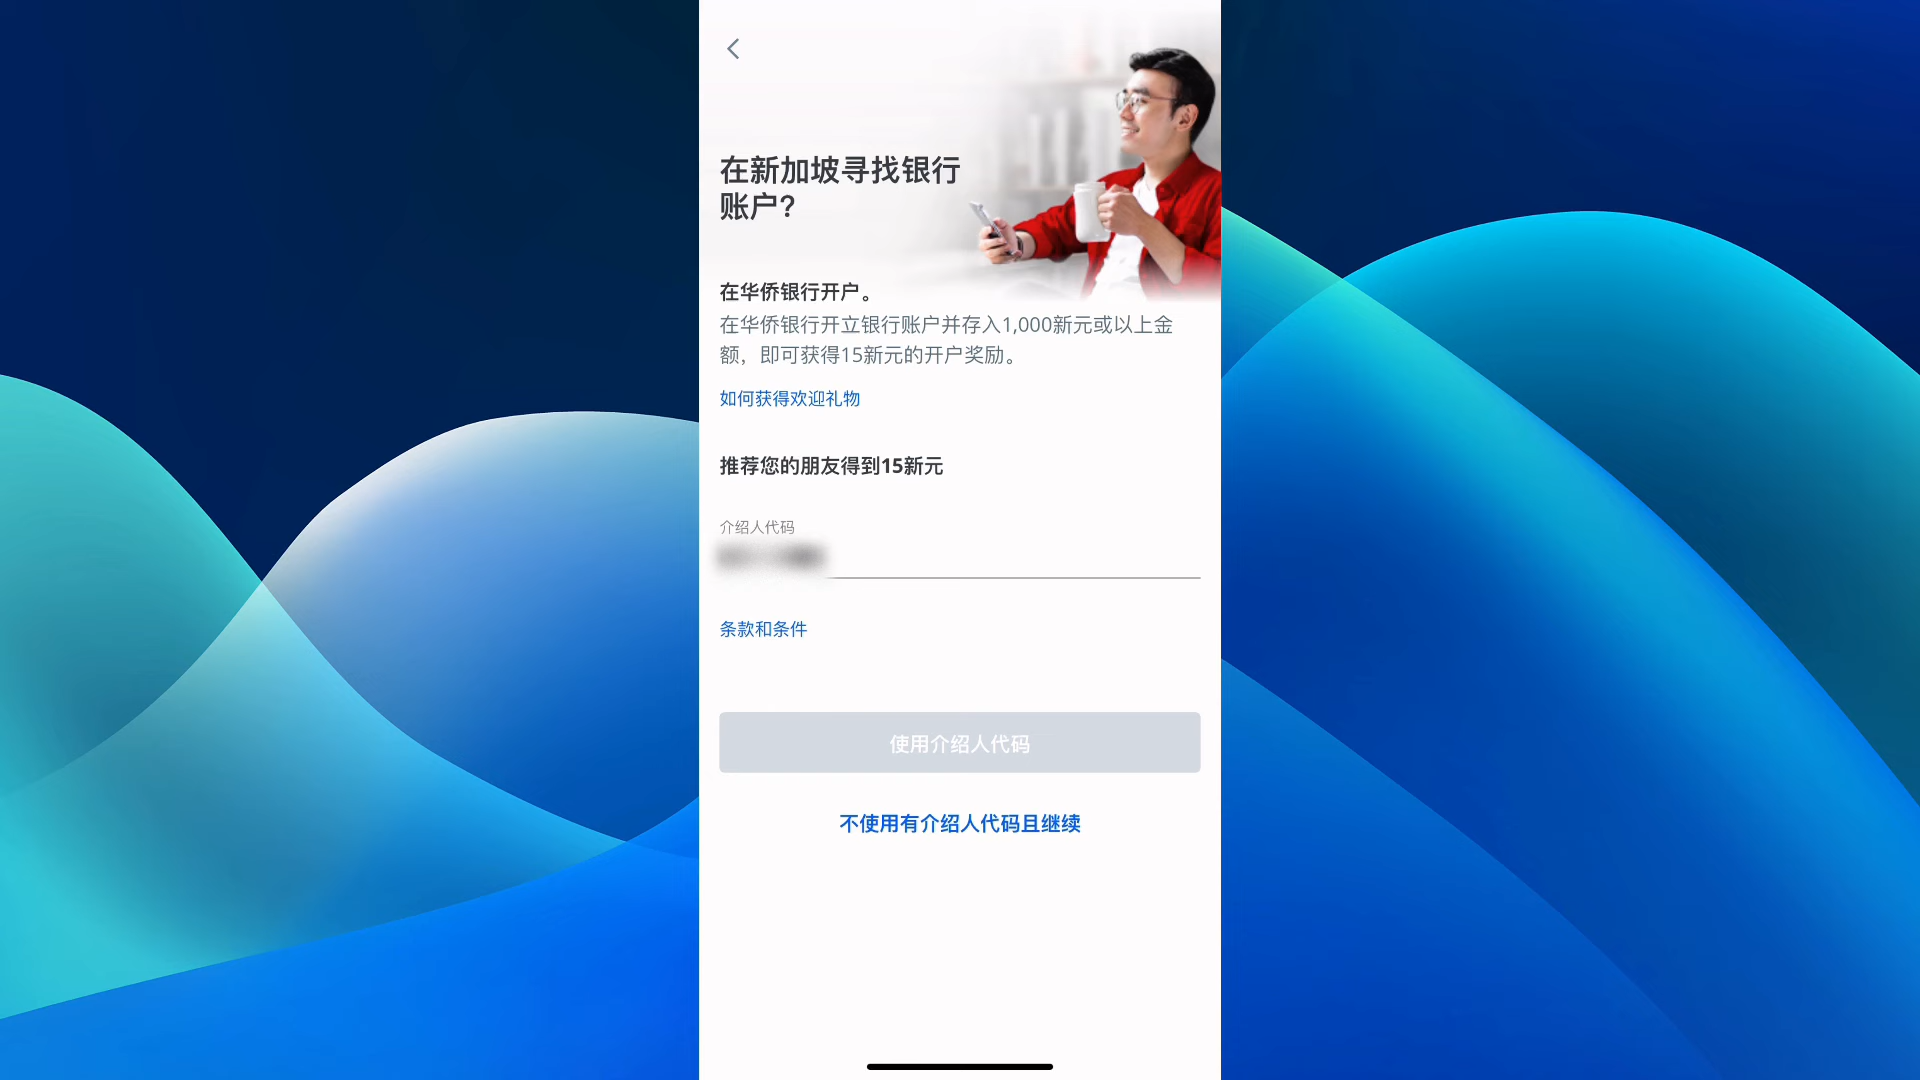 在新加坡寻找银行
账户?
在华侨银行开户。
在华侨银行开立银行账户并存入1,000新元或以上金
额，即可获得15新元的开户奖励。
如何获得欢迎礼物
推荐您的朋友得到15新元
介绍人代码
条款和条件
使用介绍人代码
不使用有介绍人代码且继续